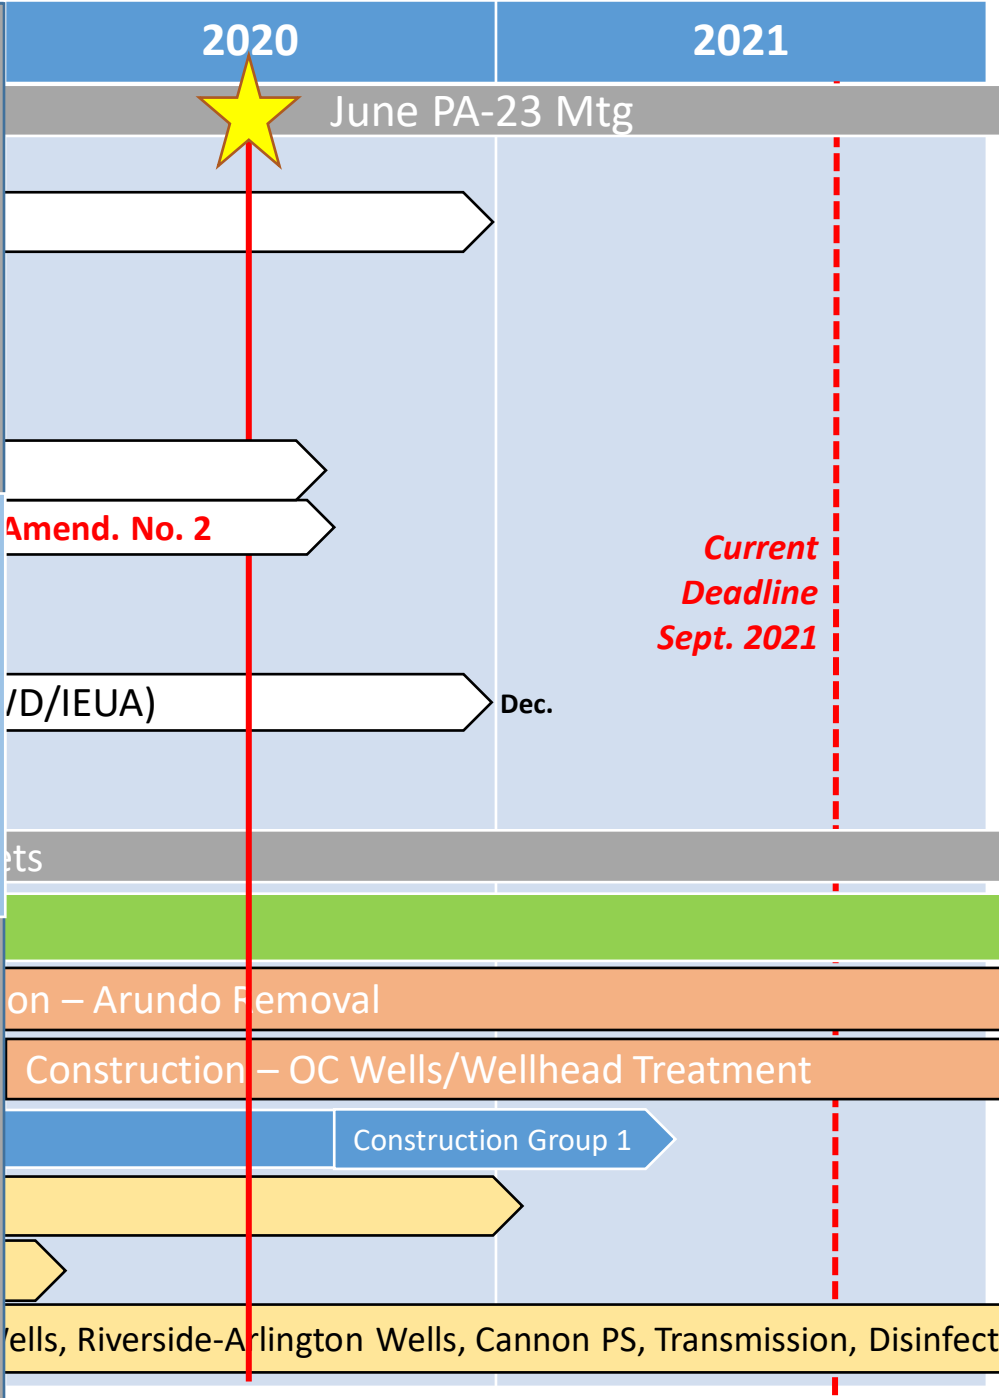 2020 2021
June PA-23 Mtg
Amend. No. 2
Current
Deadline
Sept. 2021
/IEUA)
Dec.
on – Arundo Removal
Construction – OC Wells/Wellhead Treatment
Construction Group 1
ells, Riverside-Arlington Wells, Cannon PS, Transmission, Disinfect